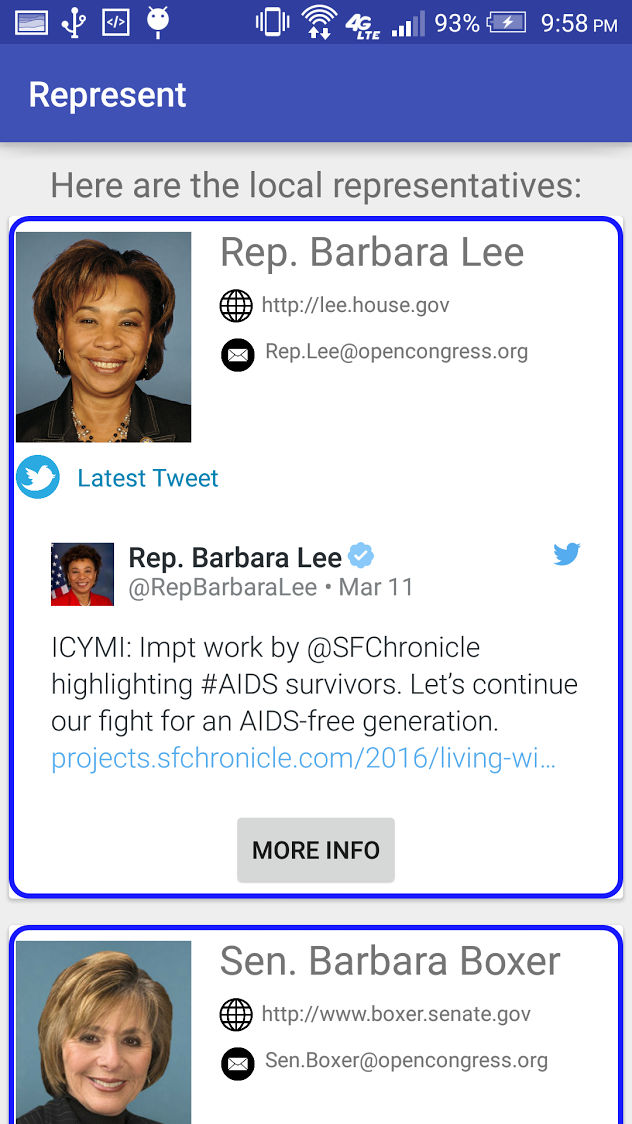 93% 9:58 PM
4G LTE
Represent
Here are the local representatives:
Rep. Barbara Lee
http://lee.house.gov
Rep.Lee@opencongress.org
Latest Tweet
Rep. Barbara Lee
@RepBarbaraLee • Mar 11
ICYMI: Impt work by @SFChronicle
highlighting #AIDS survivors. Let’s continue
our fight for an AIDS-free generation.
projects.sfchronicle.com/2016/living-wi…
MORE INFO
Sen. Barbara Boxer
http://www.boxer.senate.gov
Sen.Boxer@opencongress.org